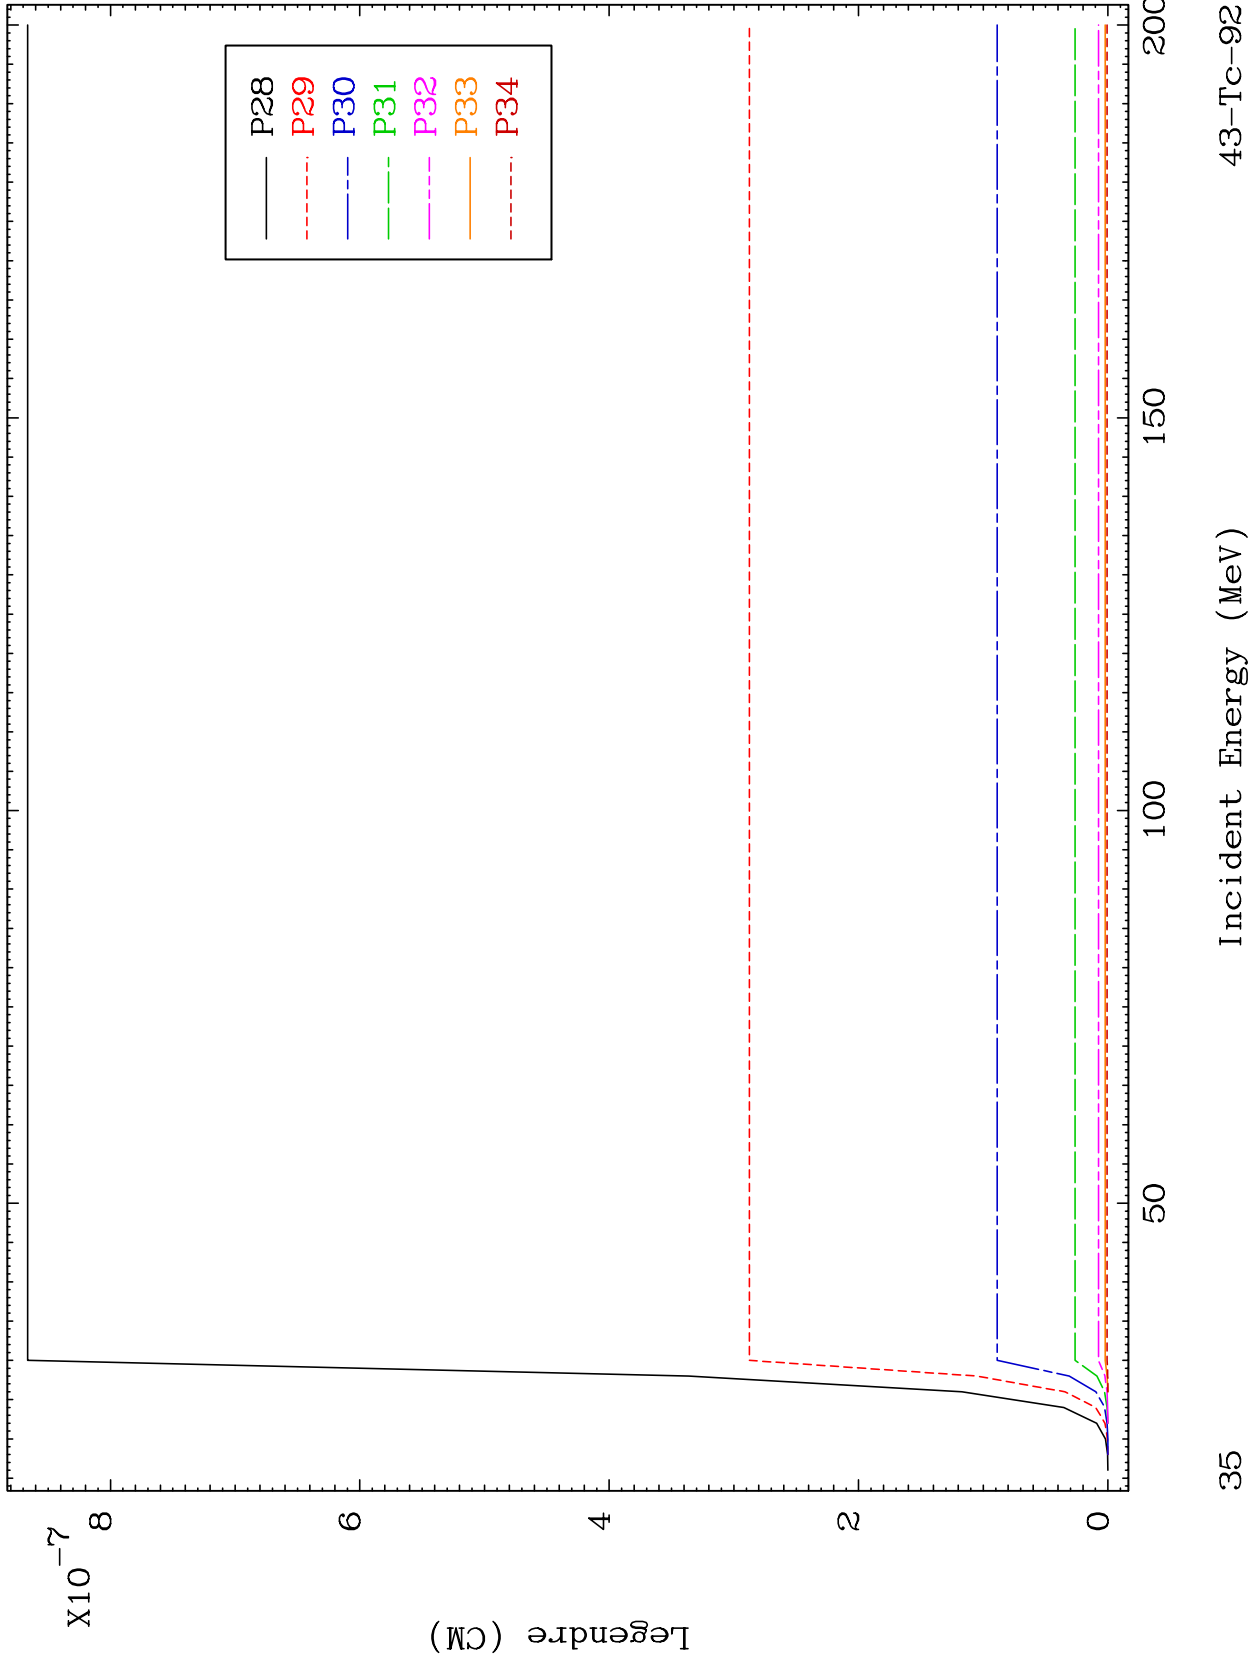 X10-7
8
6
4
2
0
Legendre (CM)
P28
P29
P30
P31
P32
P33
P34
50
100
150
200
Incident Energy (MeV)
35
43-Tc-92